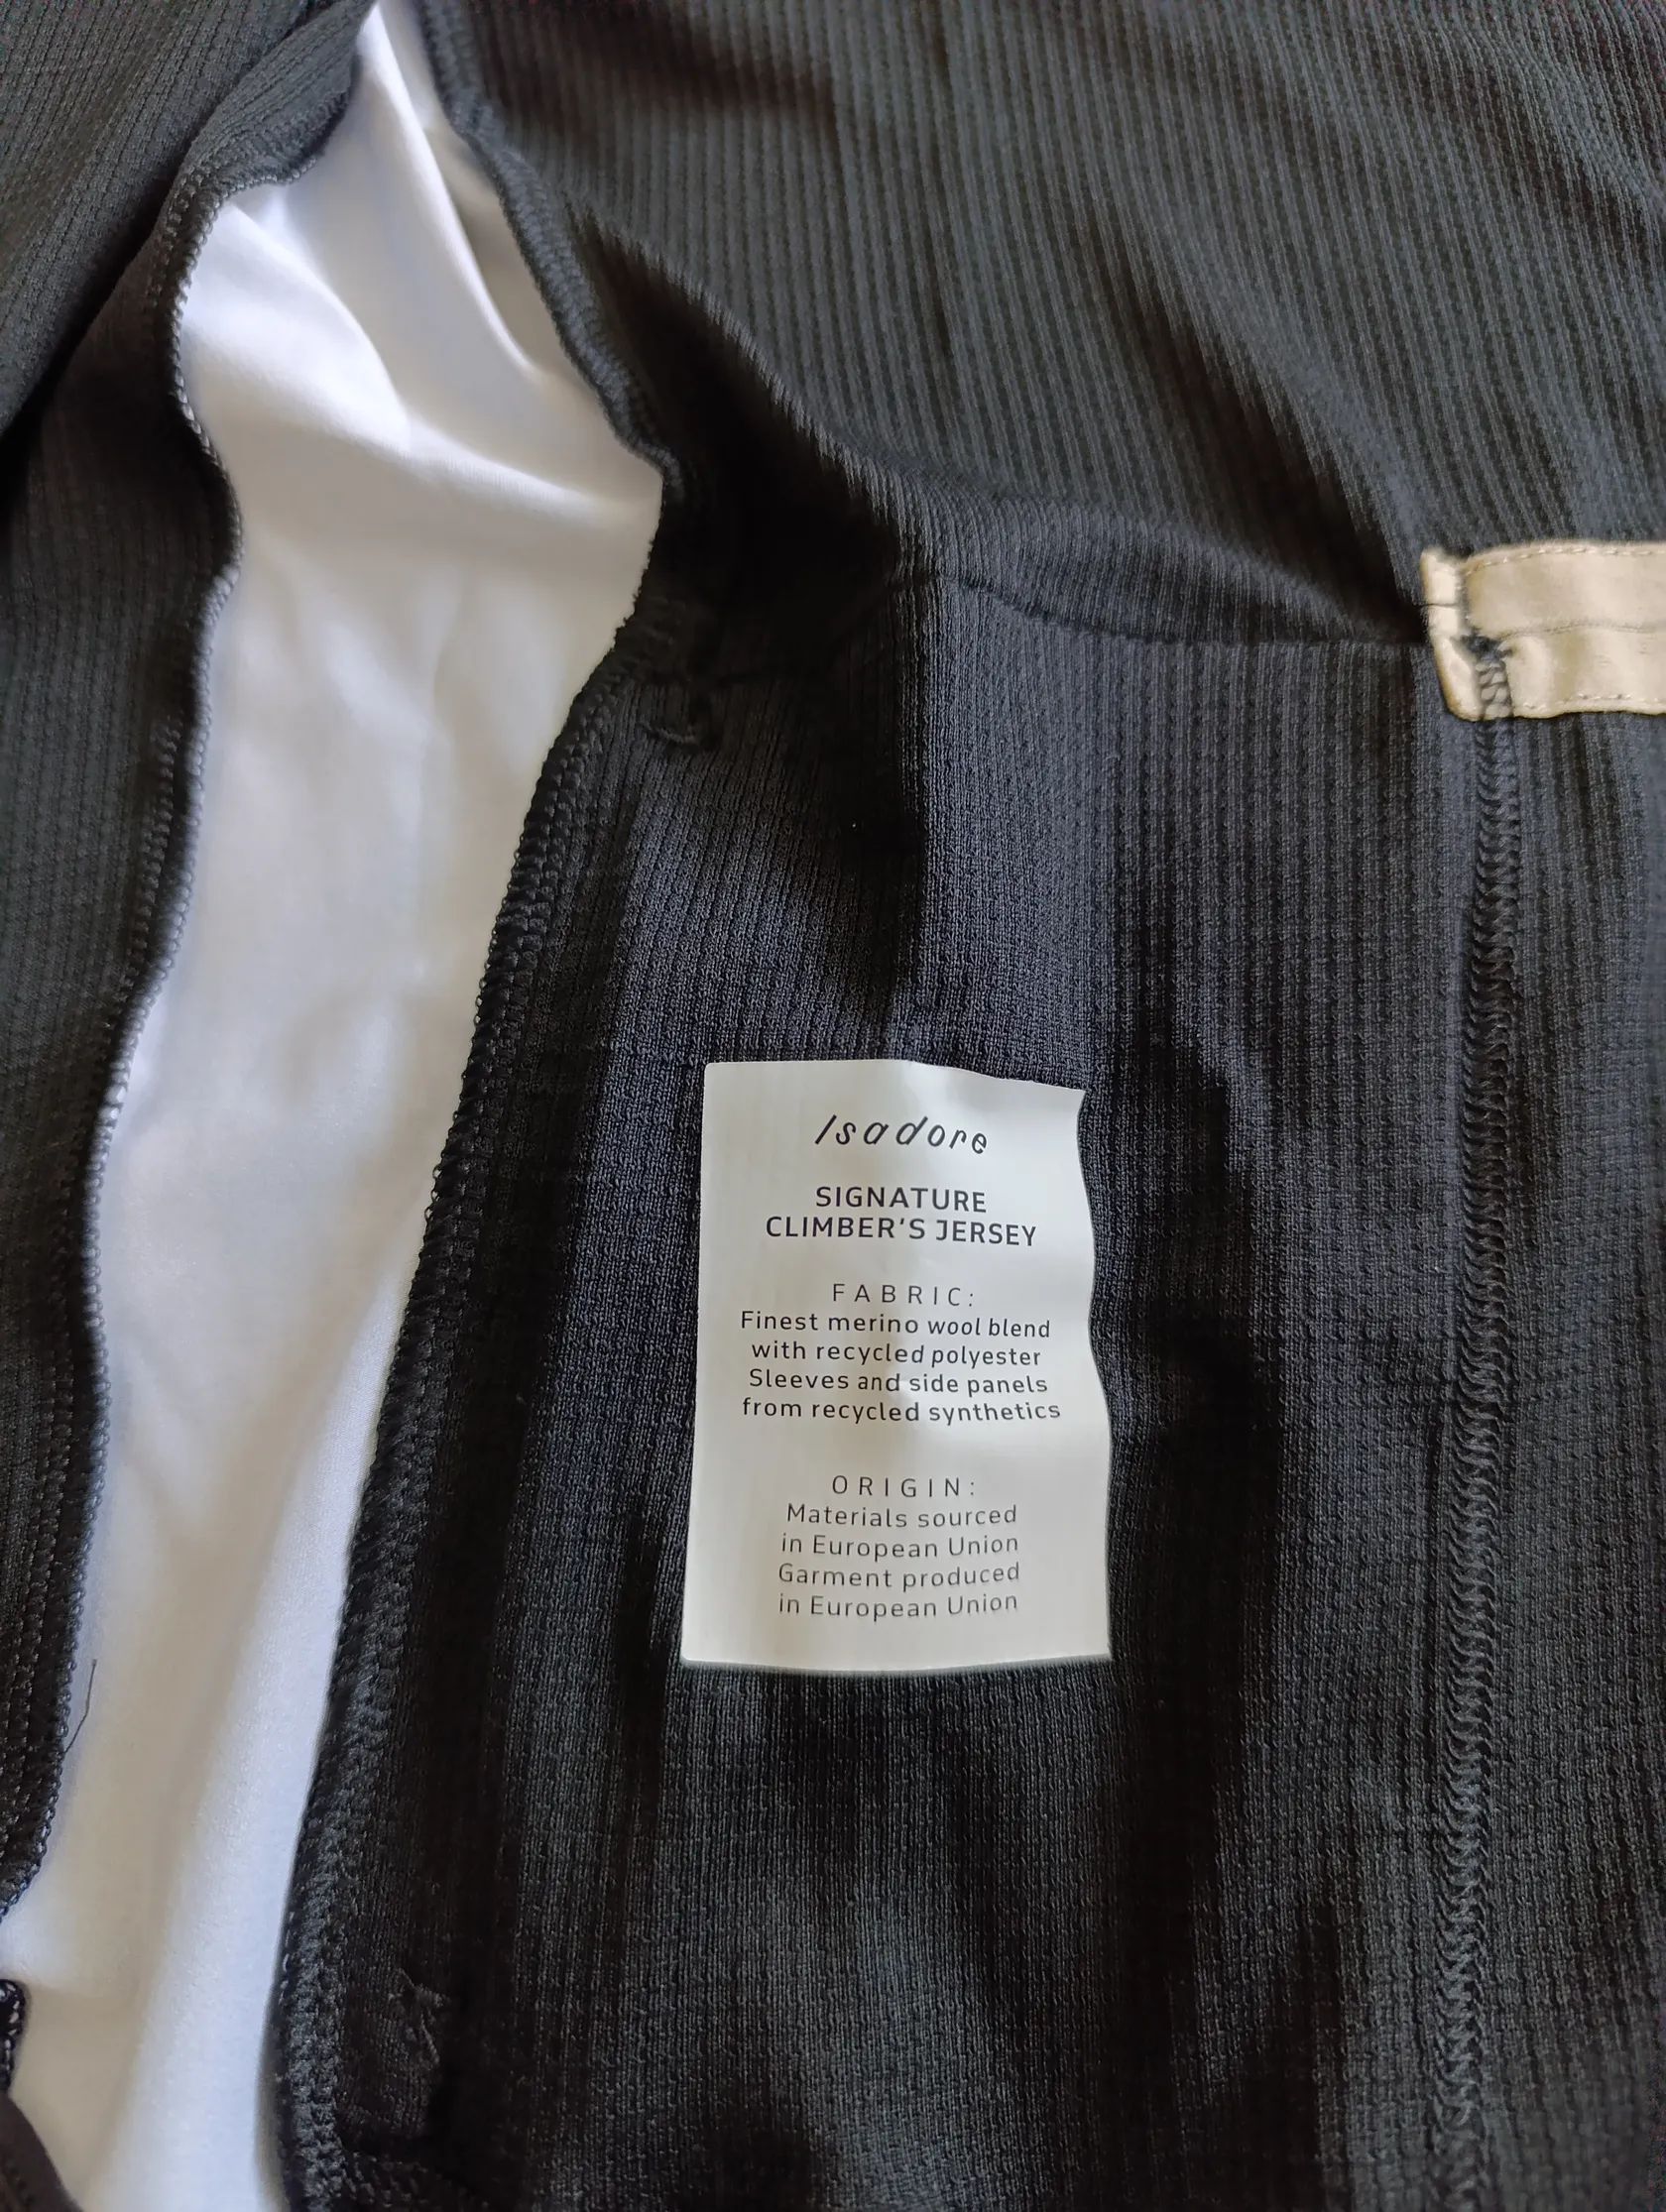 Isadore
SIGNATURE
CLIMBER'S JERSEY
FABRIC:
Finest merino wool blend
with recycled polyester
Sleeves and side panels
from recycled synthetics
ORIGIN:
Materials sourced
in European Union
Garment produced
in European Union